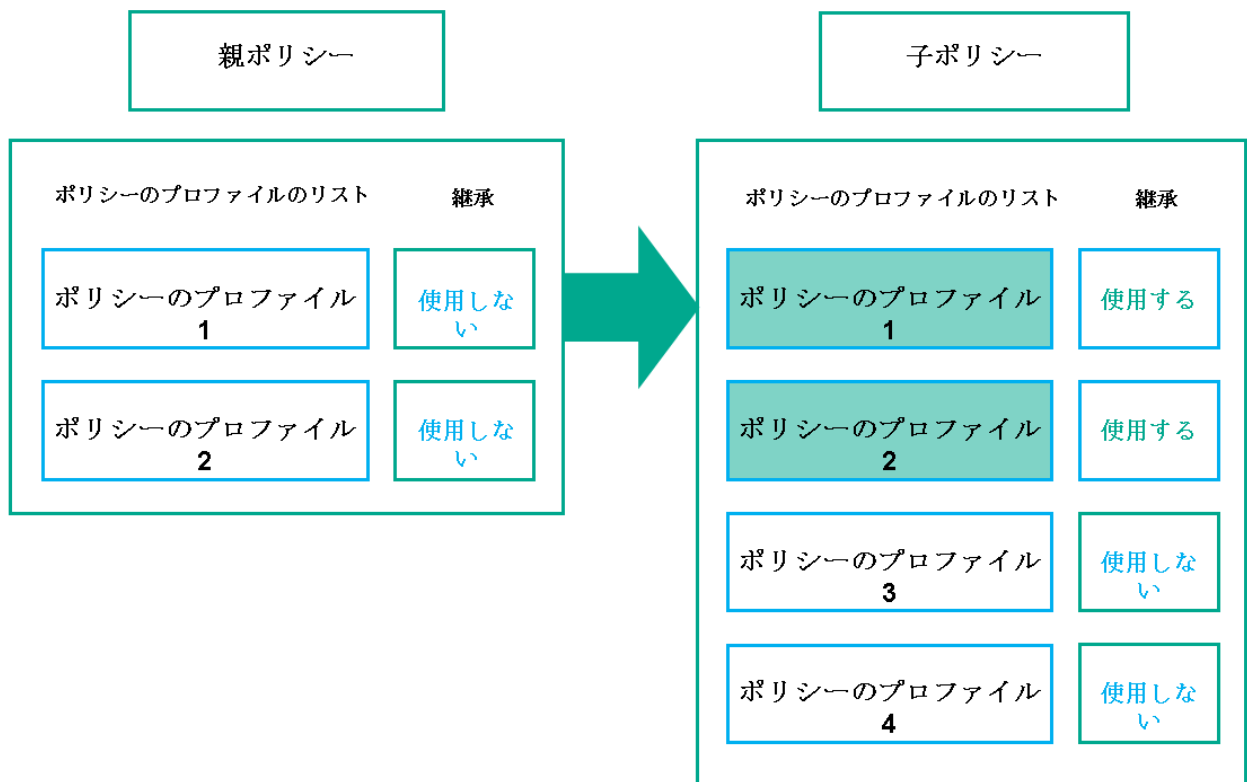 親ポリシー
ポリシーのプロファイルのリスト
継承
ポリシーのプロファイル
1
使用しな
い
ポリシーのプロファイル
2
使用しな
い
子ポリシー
ポリシーのプロファイルのリスト
継承
ポリシーのプロファイル
1
使用する
ポリシーのプロファイル
2
使用する
ポリシーのプロファイル
3
使用しな
い
ポリシーのプロファイル
4
使用しな
い